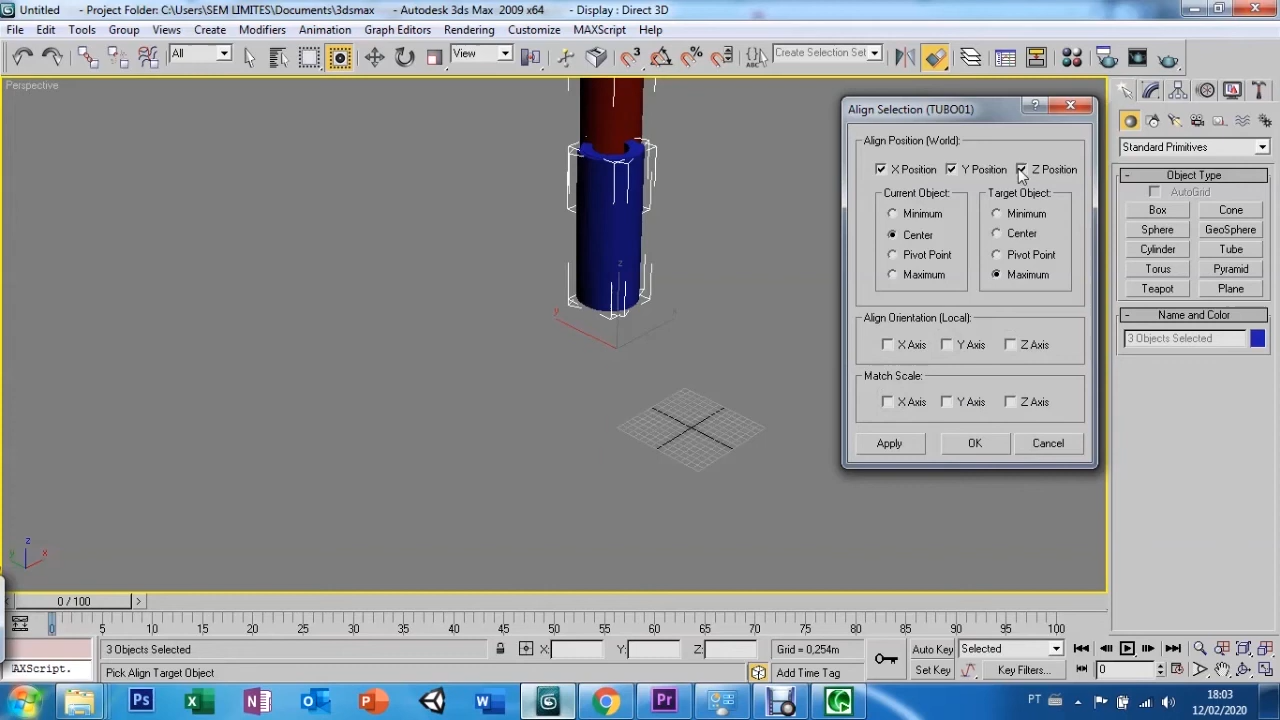 Untitled - Project Folder: C:\Users\SEM LIMITES\Documents\3dsmax - Autodesk 3ds Max 2009 x64 - Display : Direct 3D
File Edit Tools Group Views Create Modifiers Animation Graph Editors Rendering Customize MAXScript Help
All View Create Selection Set
Perspective
Align Selection (TUBO01)
Align Position (World):
X Position Y Position Z Position
Current Object: Target Object:
Minimum Minimum
Center Center
Pivot Point Pivot Point
Maximum Maximum
Align Orientation (Local):
X Axis Y Axis Z Axis
Match Scale:
X Axis Y Axis Z Axis
Apply OK Cancel
Standard Primitives
Object Type
AutoGrid
Box Cone
Sphere GeoSphere
Cylinder Tube
Torus Pyramid
Teapot Plane
Name and Color
3 Objects Selected
z
y x
z
y x
0 / 100
0 5 10 15 20 25 30 35 40 45 50 55 60 65 70 75 80 85 90 95 100
3 Objects Selected X: Y: Z: Grid = 0,254m Auto Key Selected
MAXScript. Pick Align Target Object Add Time Tag Set Key Key Filters... 0
PT 18:03
12/02/2020